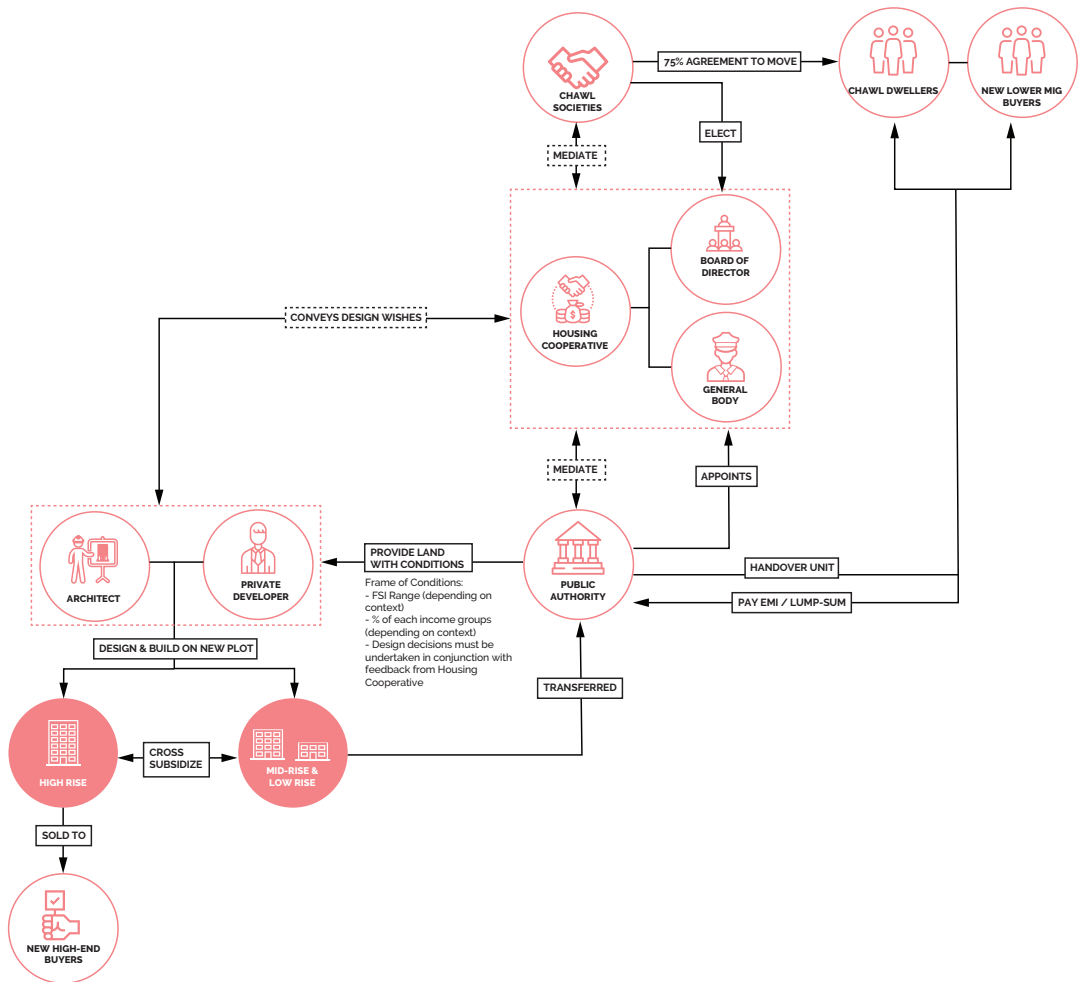 75% AGREEMENT TO MOVE
CHAWL
SOCIETIES
CHAWL DWELLERS
NEW LOWER MIG
BUYERS
ELECT
MEDIATE
BOARD OF
DIRECTOR
CONVEYS DESIGN WISHES
HOUSING
COOPERATIVE
GENERAL
BODY
MEDIATE
APPOINTS
ARCHITECT
PRIVATE
DEVELOPER
PROVIDE LAND
WITH CONDITIONS
Frame of Conditions:
- FSI Range (depending on
context)
- % of each income groups
(depending on context)
- Design decisions must be
undertaken in conjunction with
feedback from Housing
Cooperative
PUBLIC
AUTHORITY
HANDOVER UNIT
PAY EMI / LUMP-SUM
DESIGN & BUILD ON NEW PLOT
TRANSFERRED
HIGH RISE
CROSS
SUBSIDIZE
MID-RISE &
LOW RISE
SOLD TO
NEW HIGH-END
BUYERS